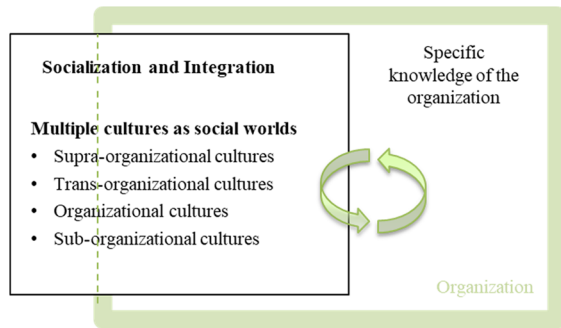 Socialization and Integration
Multiple cultures as social worlds
• Supra-organizational cultures
• Trans-organizational cultures
• Organizational cultures
• Sub-organizational cultures
Specific
knowledge of the
organization
Organization